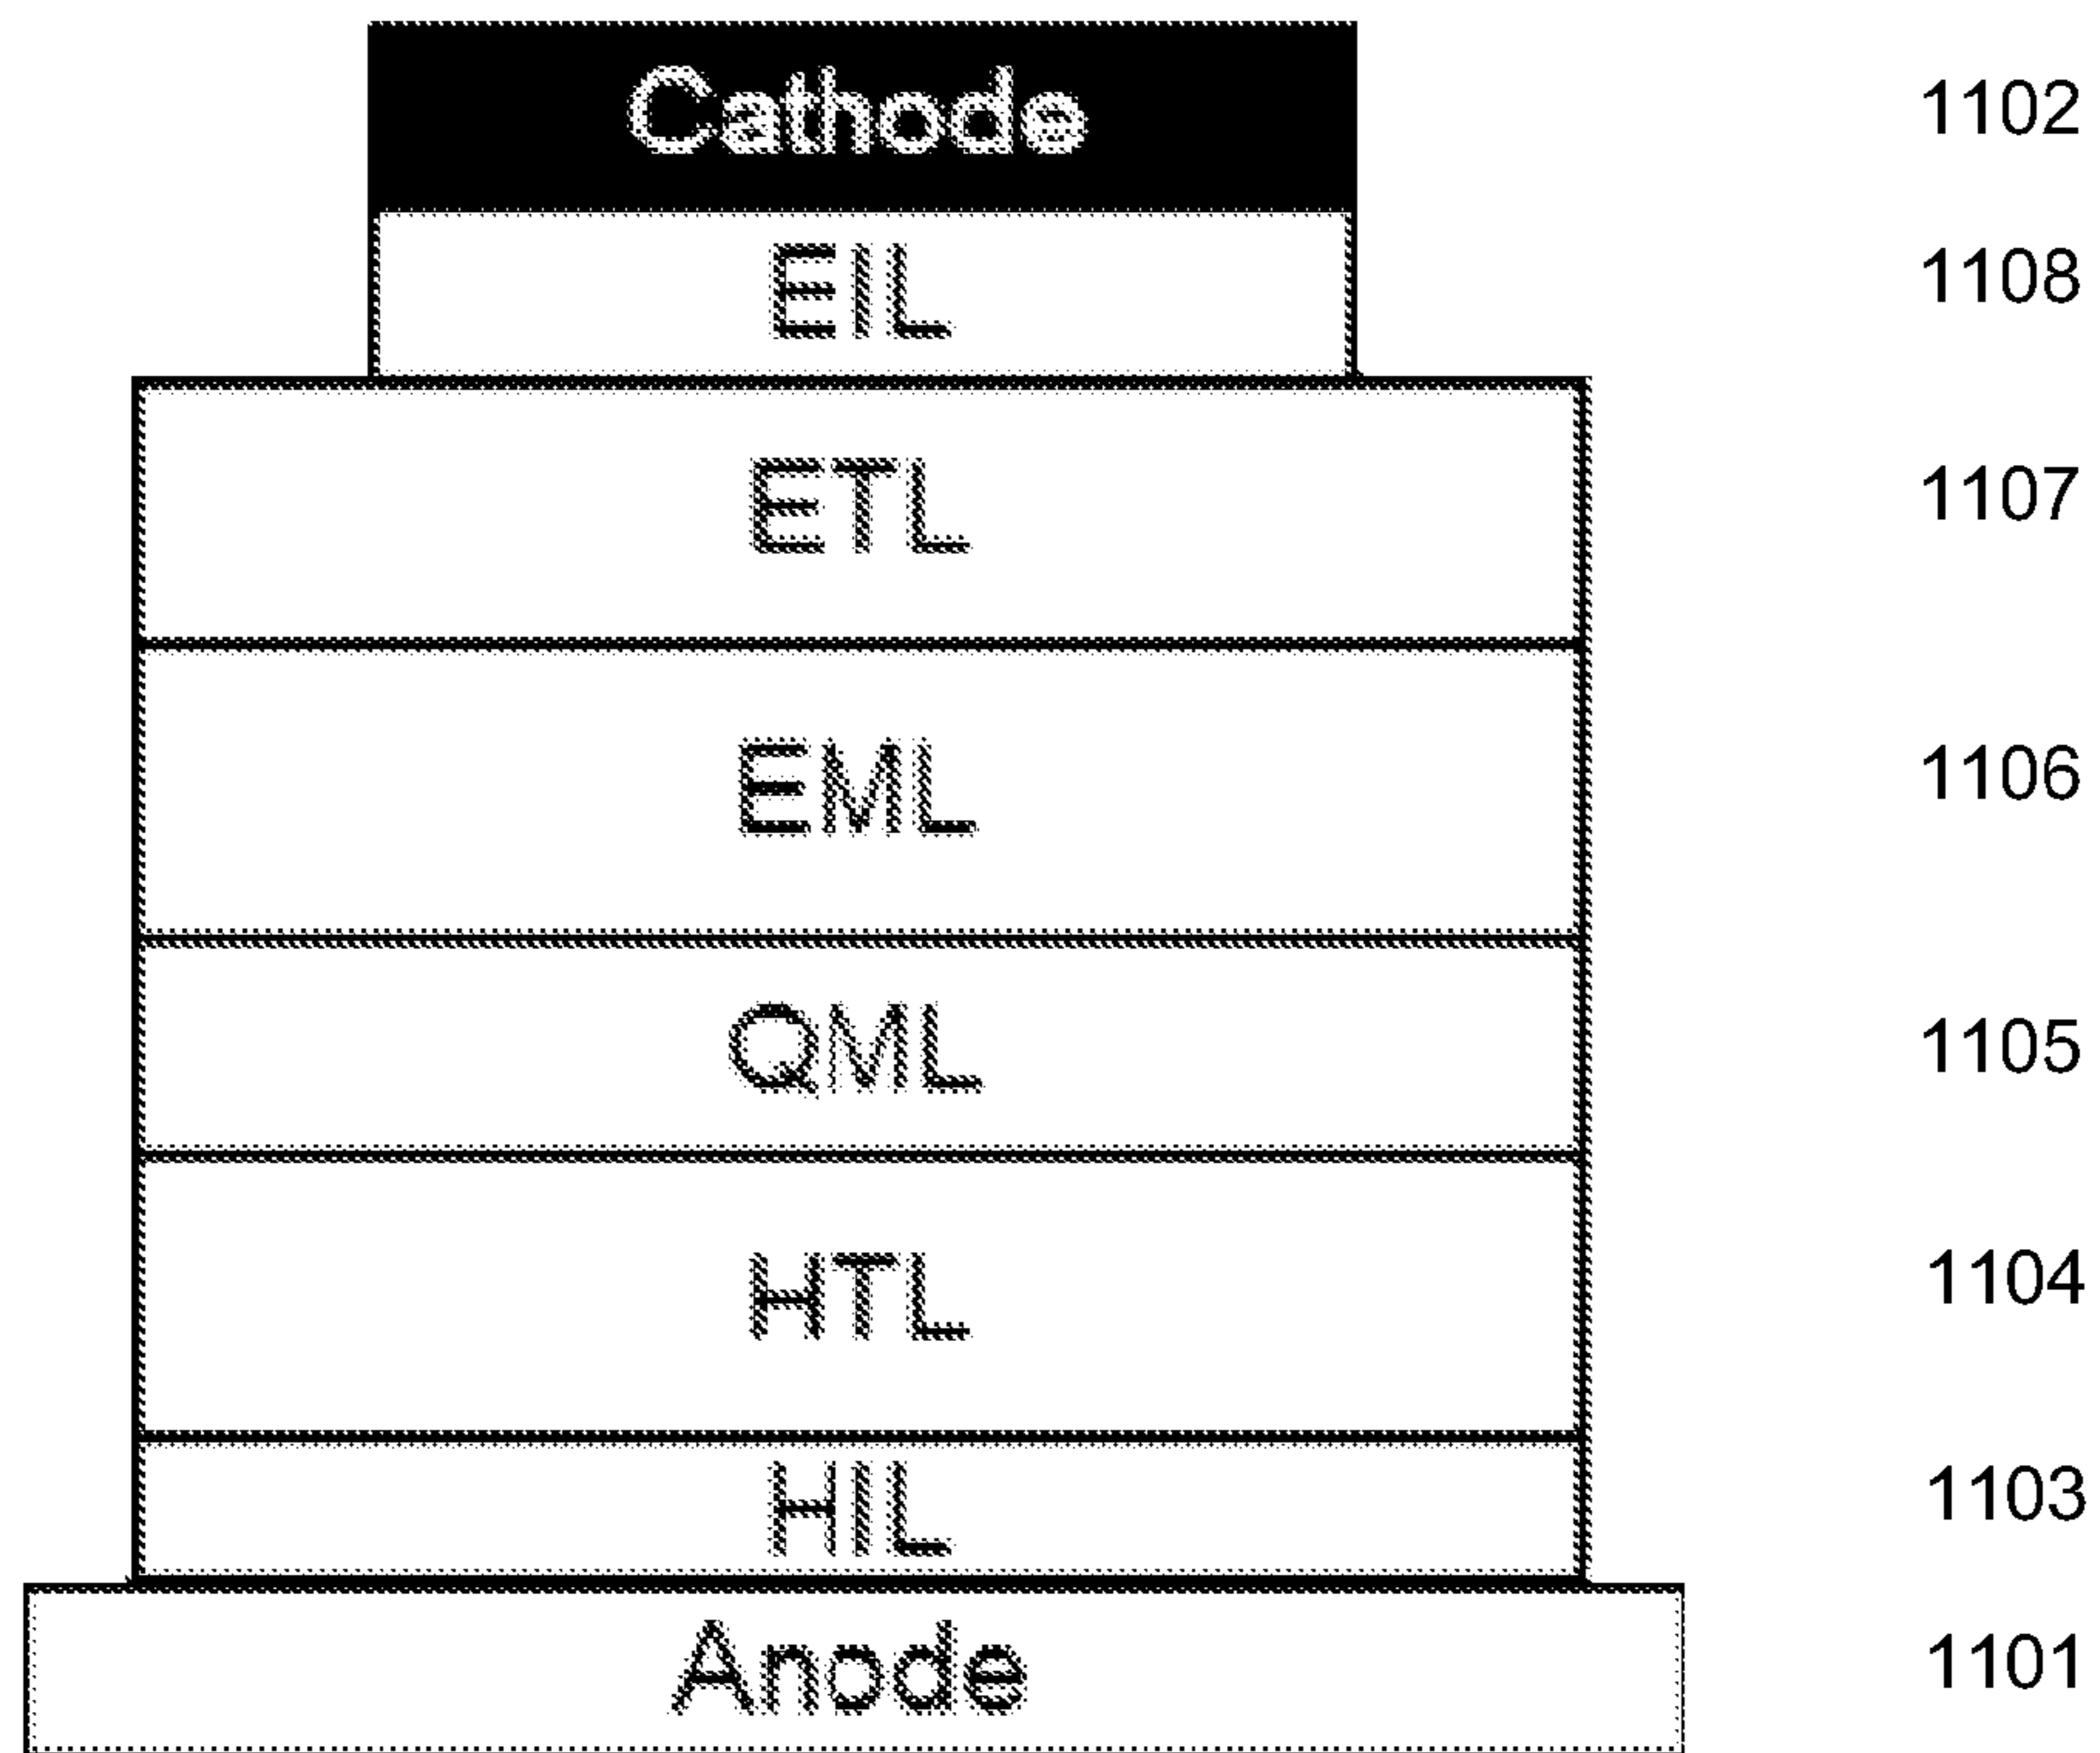 Cathode 1102
EIL 1108
ETL 1107
EML 1106
QML 1105
HTL 1104
HIL 1103
Anode 1101